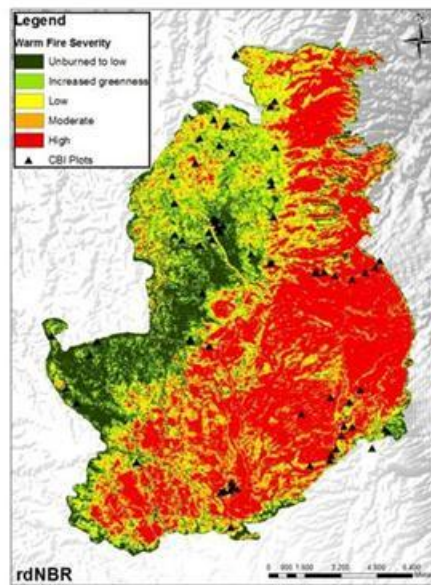 Legend
Warm Fire Severity
Unburned to low
Increased greenness
Low
Moderate
High
CBI Plots
rdNBR